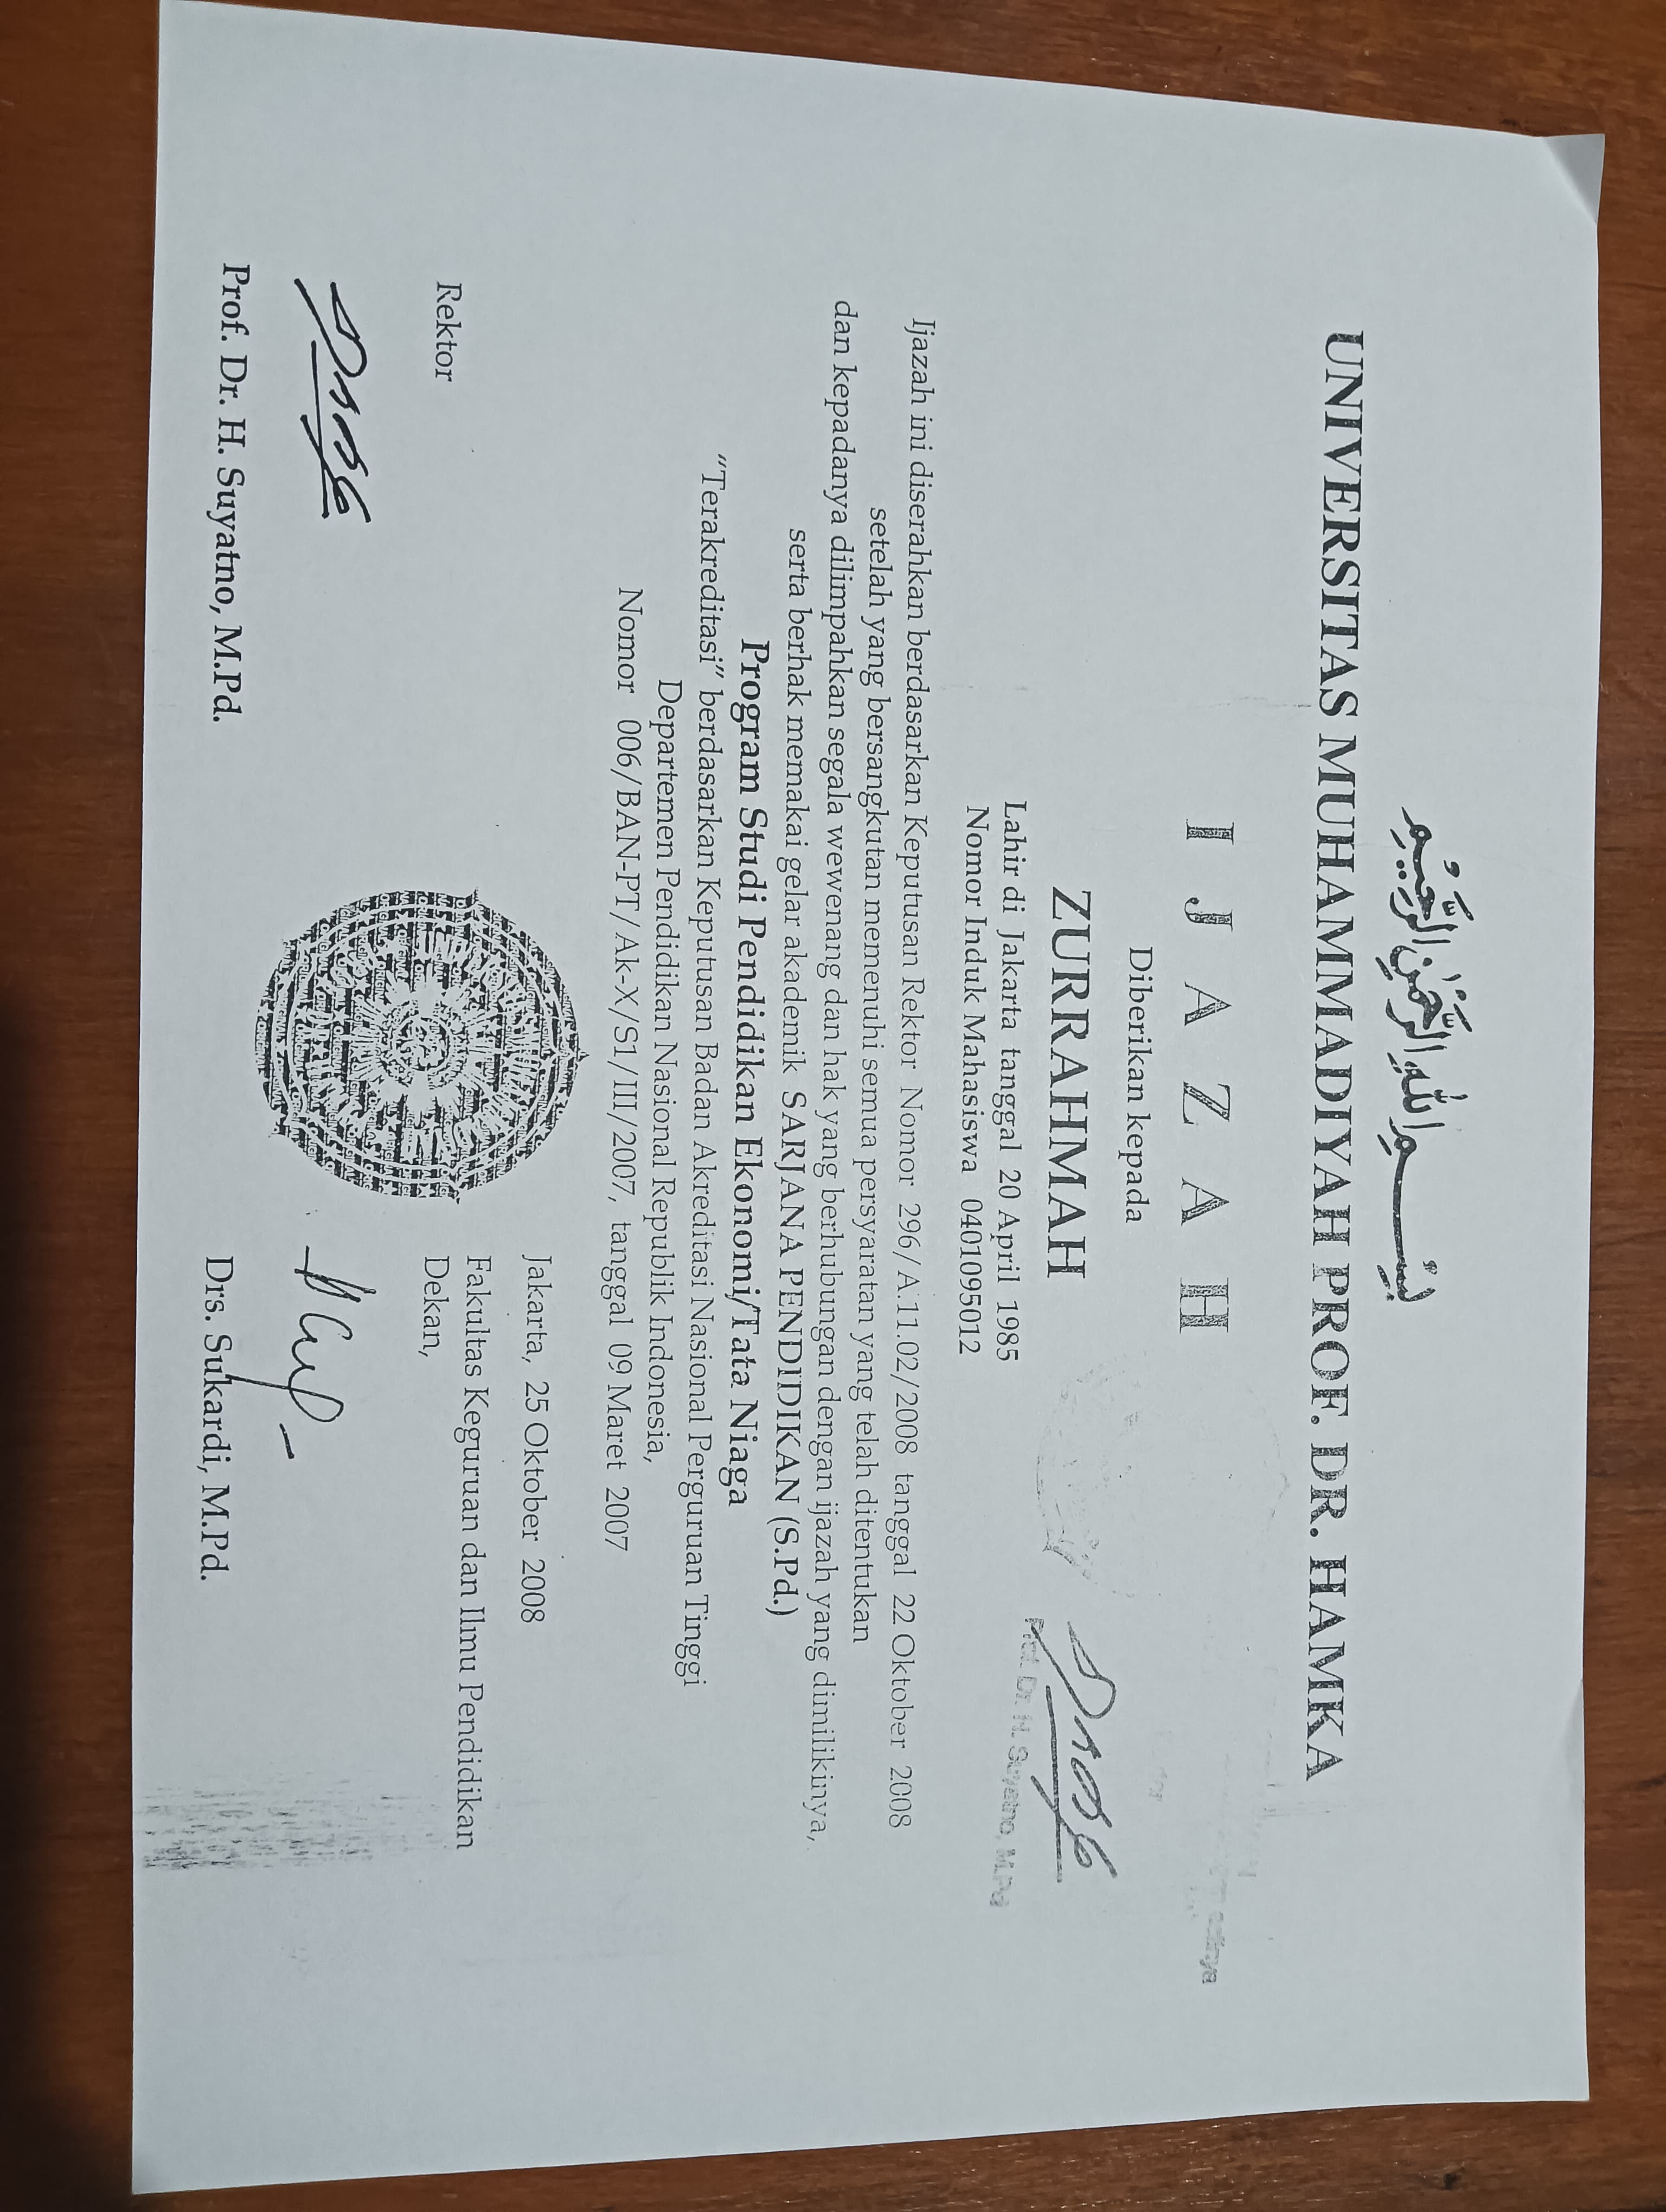 بِسْمِ اللهِ الرَّحْمٰنِ الرَّحِيْمِ
UNIVERSITAS MUHAMMADIYAH PROF. DR. HAMKA
I J A Z A H
Diberikan kepada
ZURRAHMAH
Lahir di Jakarta tanggal 20 April 1985
Nomor Induk Mahasiswa 0401095012
aslinya
Prof. Dr. H. Suyatno, M.Pd
Ijazah ini diserahkan berdasarkan Keputusan Rektor Nomor 296/A.11.02/2008 tanggal 22 Oktober 2008
setelah yang bersangkutan memenuhi semua persyaratan yang telah ditentukan
dan kepadanya dilimpahkan segala wewenang dan hak yang berhubungan dengan ijazah yang dimilikinya,
serta berhak memakai gelar akademik SARJANA PENDIDIKAN (S.Pd.)
Program Studi Pendidikan Ekonomi/Tata Niaga
"Terakreditasi" berdasarkan Keputusan Badan Akreditasi Nasional Perguruan Tinggi
Departemen Pendidikan Nasional Republik Indonesia,
Nomor 006/BAN-PT/Ak-X/S1/III/2007, tanggal 09 Maret 2007
Jakarta, 25 Oktober 2008
Rektor
Fakultas Keguruan dan Ilmu Pendidikan
Dekan,
Prof. Dr. H. Suyatno, M.Pd.
Drs. Sukardi, M.Pd.